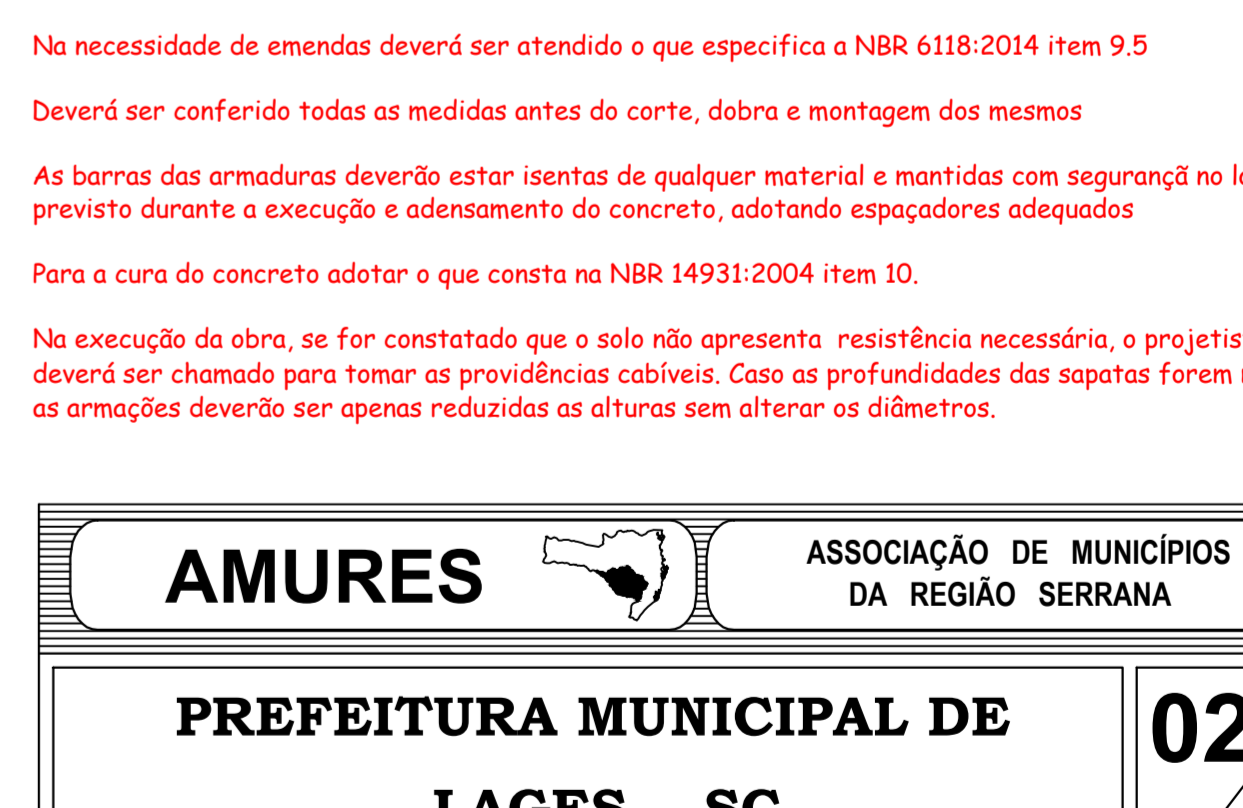 Na necessidade de emendas deverá ser atendido o que especifica a NBR 6118:2014 item 9.5
Deverá ser conferido todas as medidas antes do corte, dobra e montagem dos mesmos
As barras das armaduras deverão estar isentas de qualquer material e mantidas com segurançã no
previsto durante a execução e adensamento do concreto, adotando espaçadores adequados
Para a cura do concreto adotar o que consta na NBR 14931:2004 item 10.
Na execução da obra, se for constatado que o solo não apresenta  resistência necessária, o
deverá ser chamado para tomar as providências cabíveis. Caso as profundidades das sapatas forem
as armações deverão ser apenas reduzidas as alturas sem alterar os diâmetros.
AMURES
ASSOCIAÇÃO DE MUNICÍPIOS
DA REGIÃO SERRANA
PREFEITURA MUNICIPAL DE
02
LAGES SC